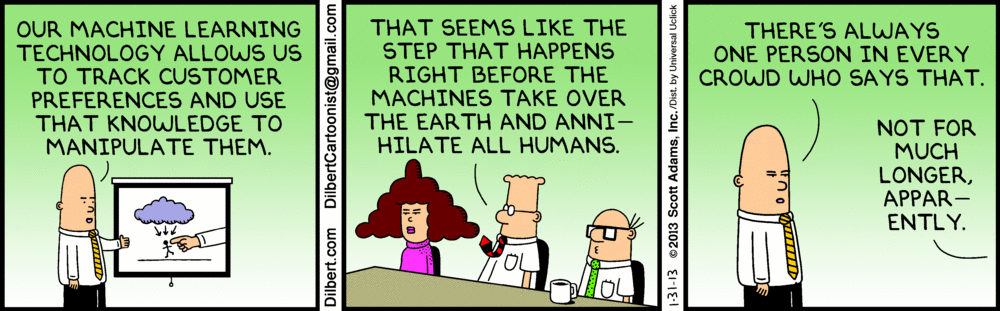 OUR MACHINE LEARNING
TECHNOLOGY ALLOWS US
TO TRACK CUSTOMER
PREFERENCES AND USE
THAT KNOWLEDGE TO
MANIPULATE THEM.
Dilbert.com DilbertCartoonist@gmail.com
THAT SEEMS LIKE THE
STEP THAT HAPPENS
RIGHT BEFORE THE
MACHINES TAKE OVER
THE EARTH AND ANNI-
HILATE ALL HUMANS.
1-31-13 ©2013 Scott Adams, Inc./Dist. by Universal Uclick
THERE'S ALWAYS
ONE PERSON IN EVERY
CROWD WHO SAYS THAT.
NOT FOR
MUCH
LONGER,
APPAR-
ENTLY.